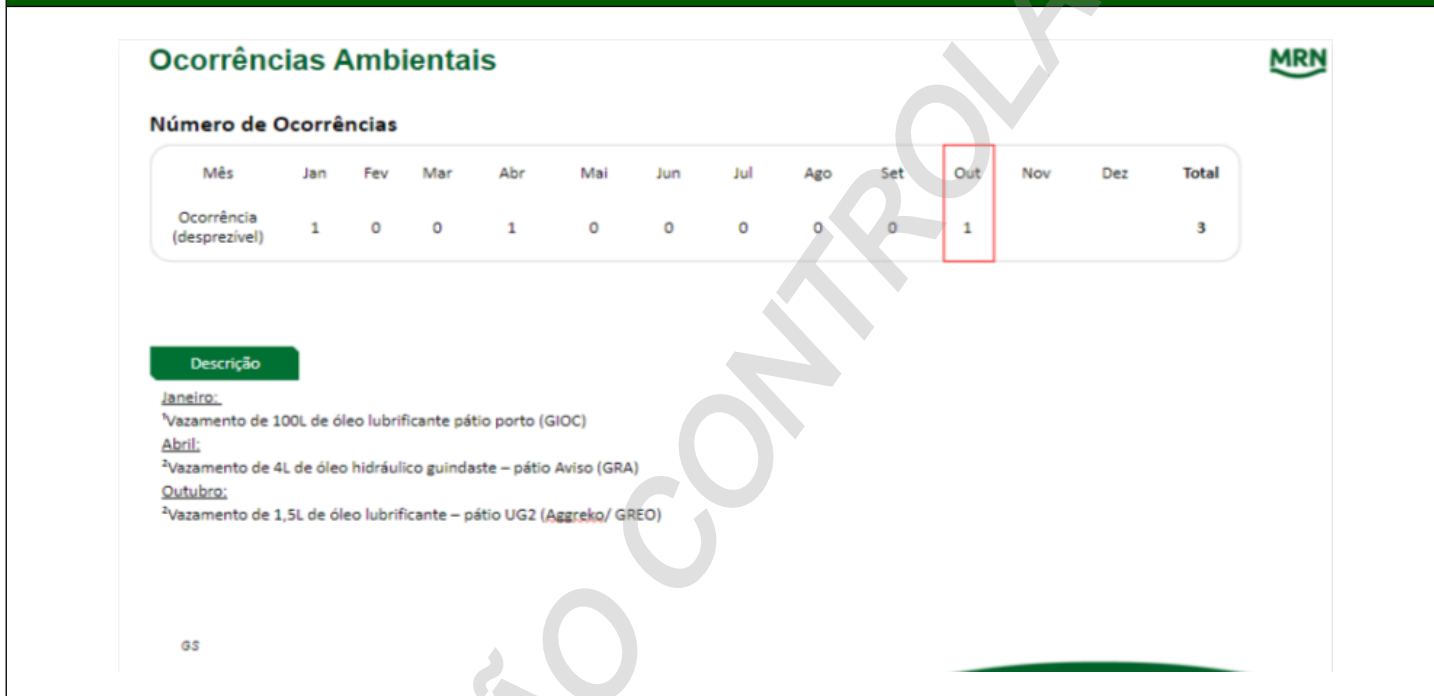 Ocorrências Ambientais
MRN
Número de Ocorrências
Mês Jan Fev Mar Abr Mai Jun Jul Ago Set Out Nov Dez Total
Ocorrência
(desprezível) 1 0 0 1 0 0 0 0 0 1 3
Descrição
Janeiro:
¹Vazamento de 100L de óleo lubrificante pátio porto (GIOC)
Abril:
²Vazamento de 4L de óleo hidráulico guindaste – pátio Aviso (GRA)
Outubro:
²Vazamento de 1,5L de óleo lubrificante – pátio UG2 (Aggreko/ GREO)
GS
ÃO CONTROLA